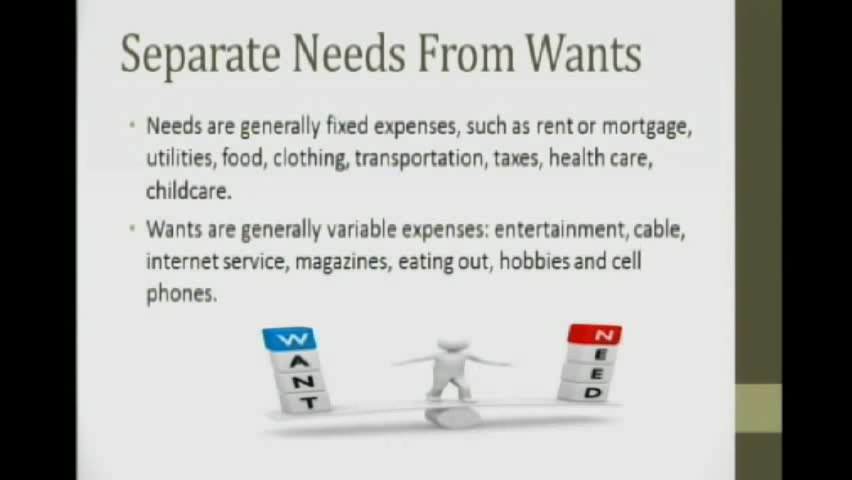 Separate Needs From Wants
• Needs are generally fixed expenses, such as rent or mortgage,
utilities, food, clothing, transportation, taxes, health care,
childcare.
• Wants are generally variable expenses: entertainment, cable,
internet service, magazines, eating out, hobbies and cell
phones.
WANT
NEED